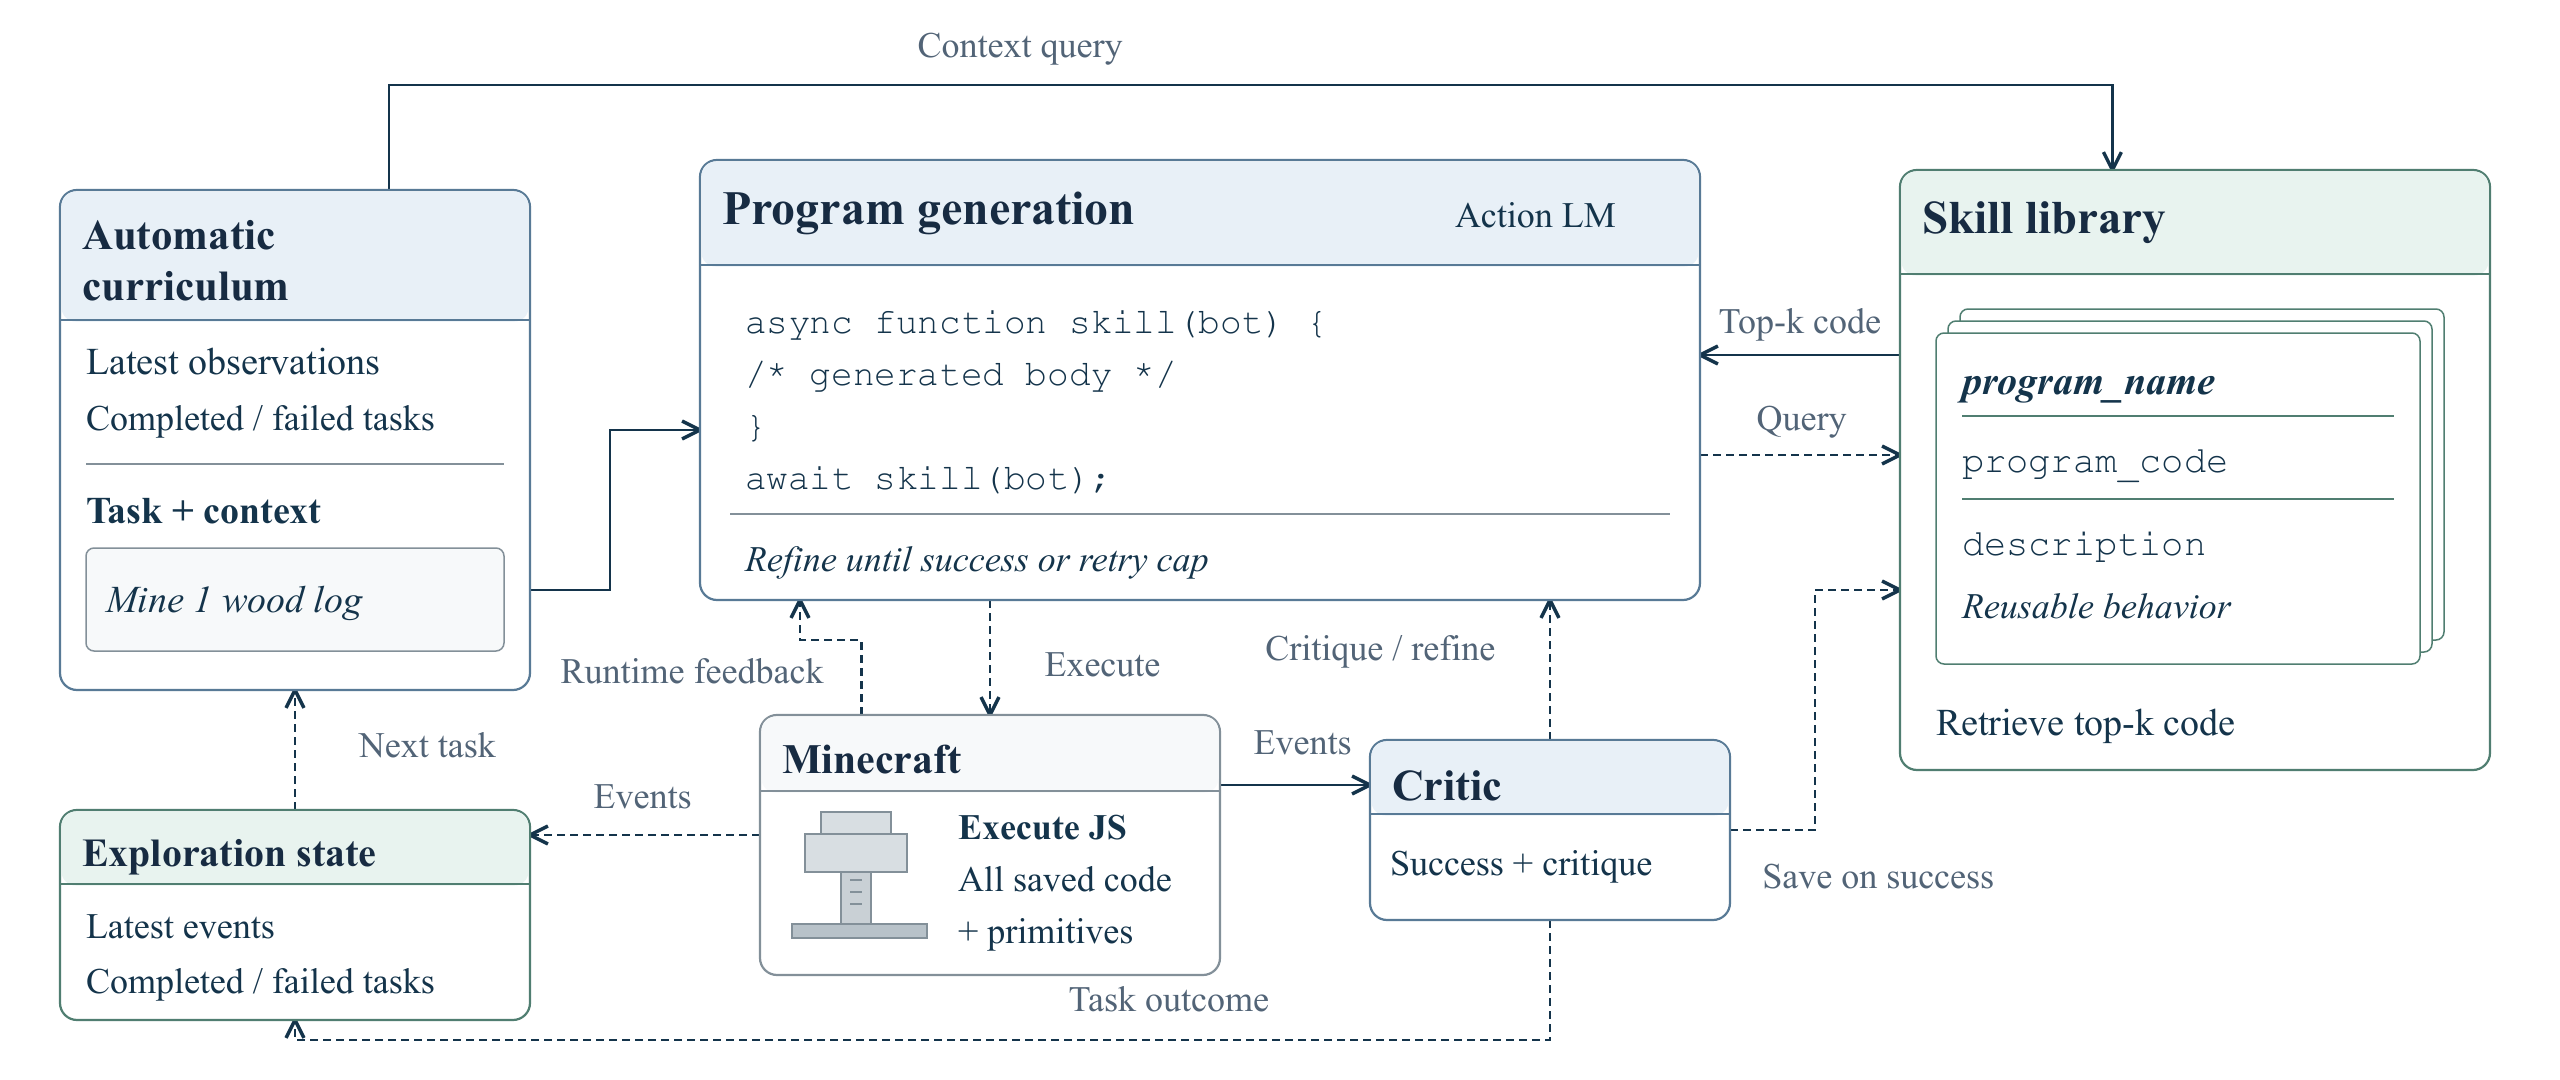 Context query
Automatic
curriculum
Latest observations
Completed / failed tasks
Task + context
Mine 1 wood log
Program generation
Action LM
async function skill(bot) {
/* generated body */
}
await skill(bot);
Refine until success or retry cap
Top-k code
Query
Skill library
program_name
program_code
description
Reusable behavior
Retrieve top-k code
Runtime feedback
Execute
Critique / refine
Next task
Events
Minecraft
Execute JS
All saved code
+ primitives
Events
Critic
Success + critique
Save on success
Exploration state
Latest events
Completed / failed tasks
Task outcome